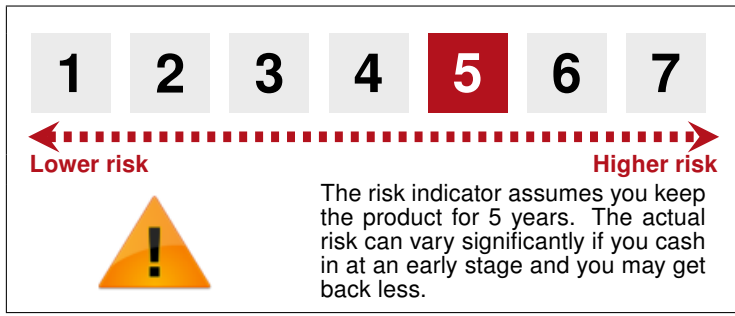 1 2 3 4 5 6 7
Lower risk Higher risk
The risk indicator assumes you keep
the product for 5 years. The actual
risk can vary significantly if you cash
in at an early stage and you may get
back less.